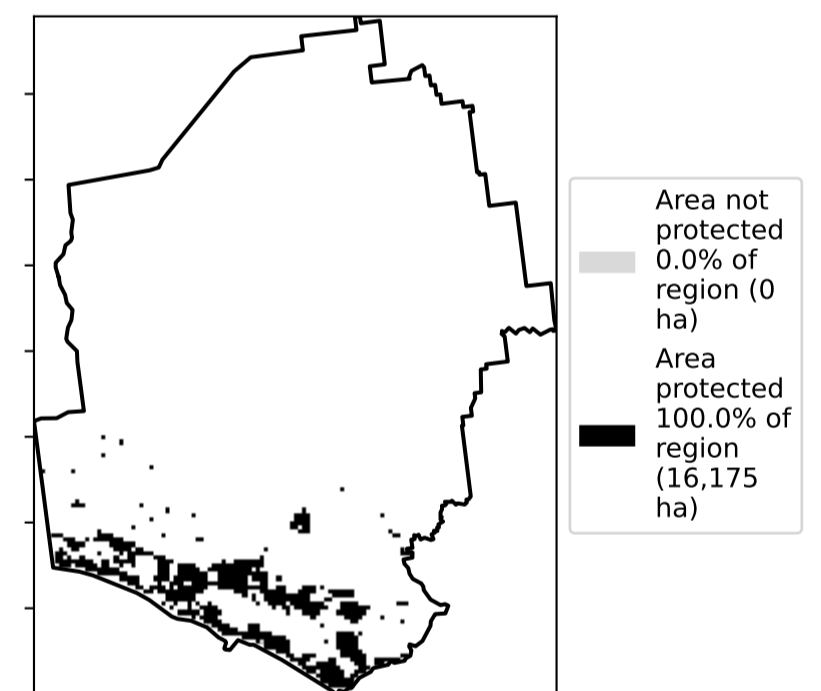 Area not
protected
0.0% of
region (0
ha)
Area
protected
100.0% of
region
(16,175
ha)